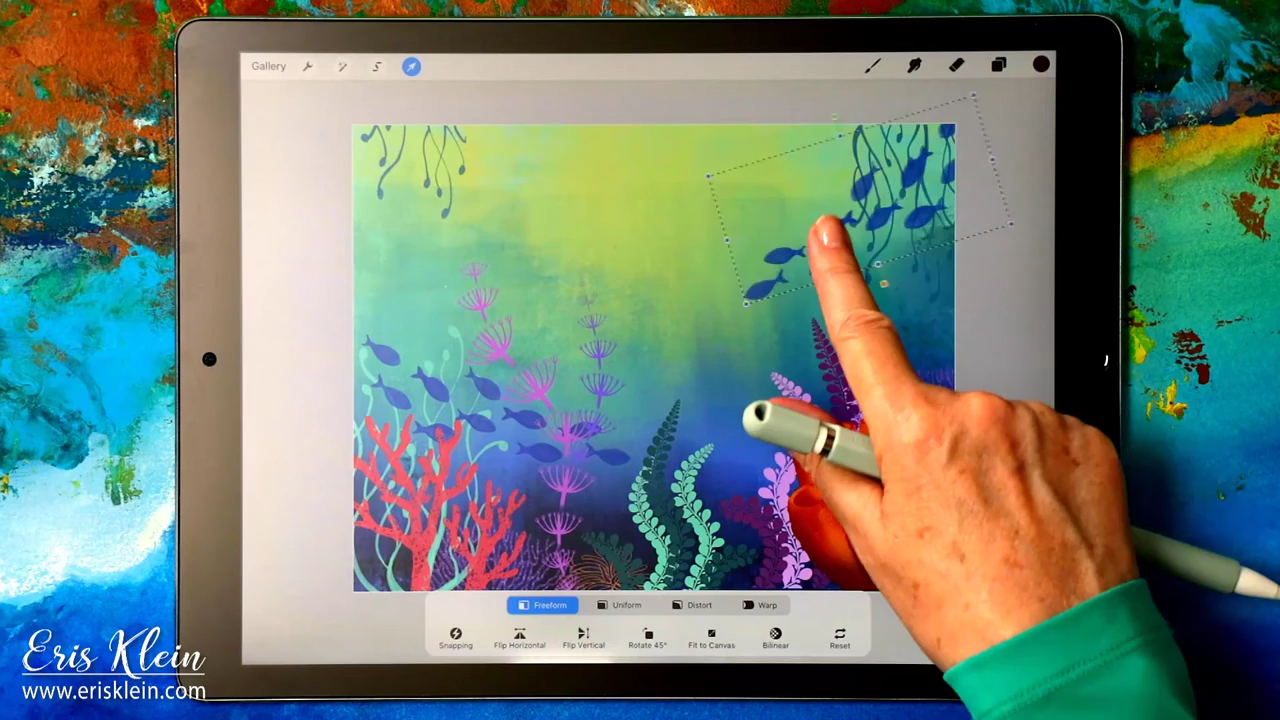 Gallery
Freeform Uniform Distort Warp
Snapping Flip Horizontal Flip Vertical Rotate 45° Fit to Canvas Bilinear Reset
Eris Klein
www.erisklein.com